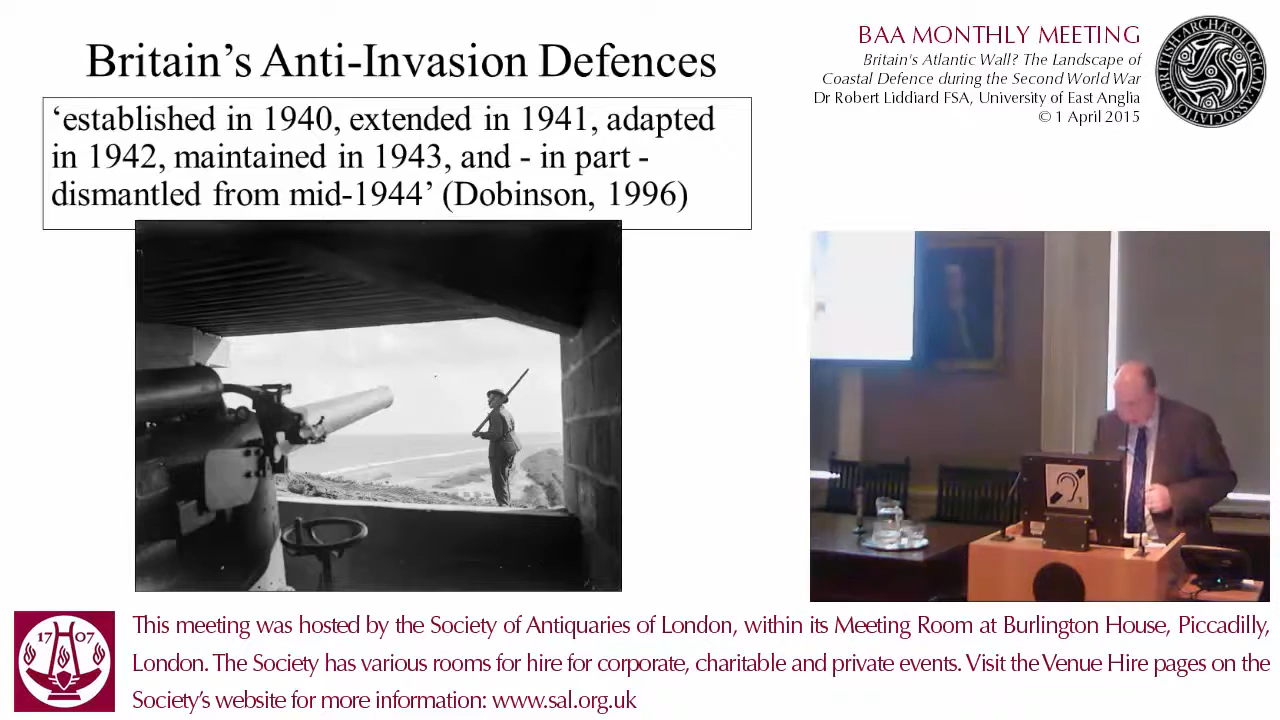 Britain’s Anti-Invasion Defences
‘established in 1940, extended in 1941, adapted
in 1942, maintained in 1943, and - in part -
dismantled from mid-1944’ (Dobinson, 1996)
BAA MONTHLY MEETING
Britain's Atlantic Wall? The Landscape of
Coastal Defence during the Second World War
Dr Robert Liddiard FSA, University of East Anglia
© 1 April 2015
BRITISH · ARCHÆOLOGICAL · ASSOCIATION
1707
This meeting was hosted by the Society of Antiquaries of London, within its Meeting Room at Burlington House, Piccadilly,
London. The Society has various rooms for hire for corporate, charitable and private events. Visit the Venue Hire pages on the
Society’s website for more information: www.sal.org.uk